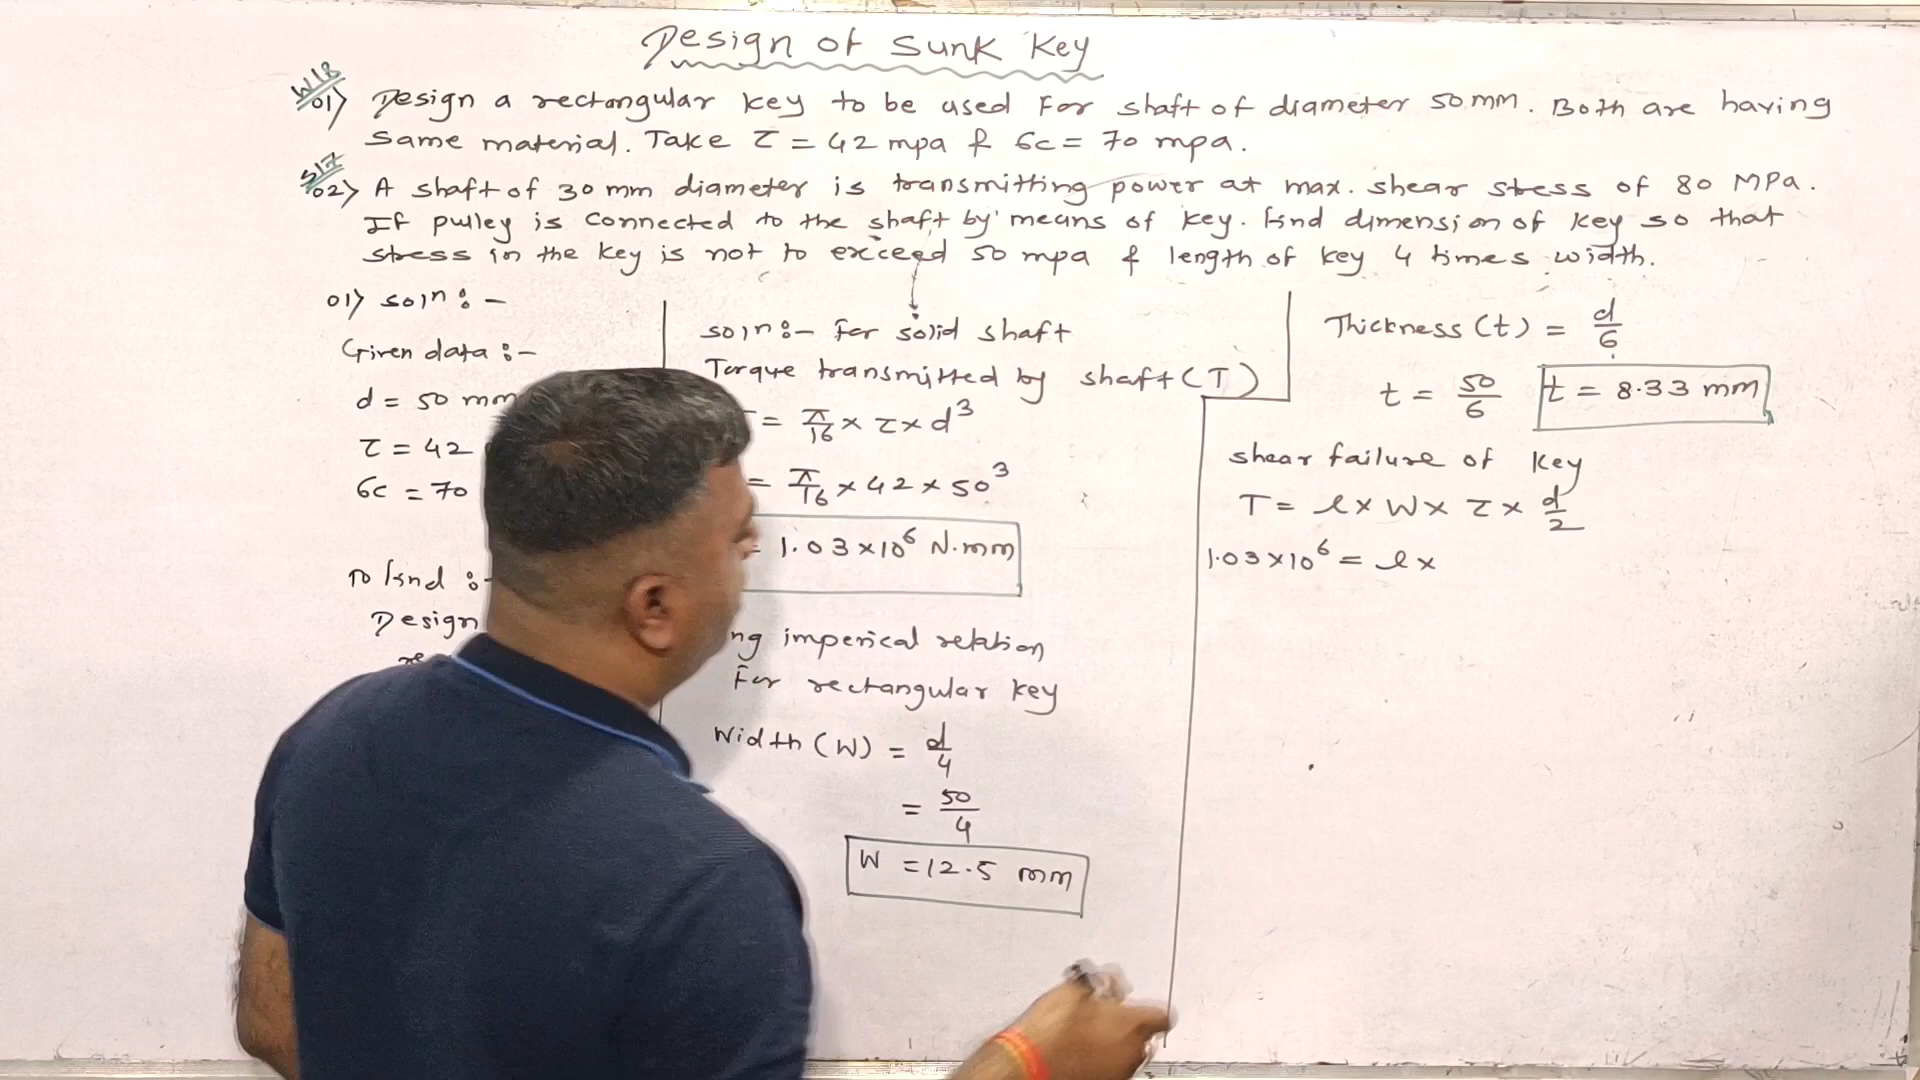 Design of Sunk Key
W18
01) Design a rectangular key to be used for shaft of diameter 50mm. Both are having
same material. Take τ = 42 mpa & 6c = 70 mpa.
S17
02) A shaft of 30 mm diameter is transmitting power at max. shear stess of 80 MPa.
If pulley is connected to the shaft by means of key. find dimension of key so that
stress in the key is not to exceed 50 mpa & length of key 4 times width.
01) soln :-
Given data :-
d = 50 mm
τ = 42
6c = 70
To find :-
Design
soln:- For solid shaft
Torque transmitted by shaft (T)
= π/16 × τ × d³
= π/16 × 42 × 50³
= 1.03×10⁶ N.mm
ng imperical relation
For rectangular key
Width (W) = d/4
= 50/4
W = 12.5 mm
Thickness (t) = d/6
t = 50/6 t = 8.33 mm
shear failure of key
T = l × W × τ × d/2
1.03×10⁶ = l ×